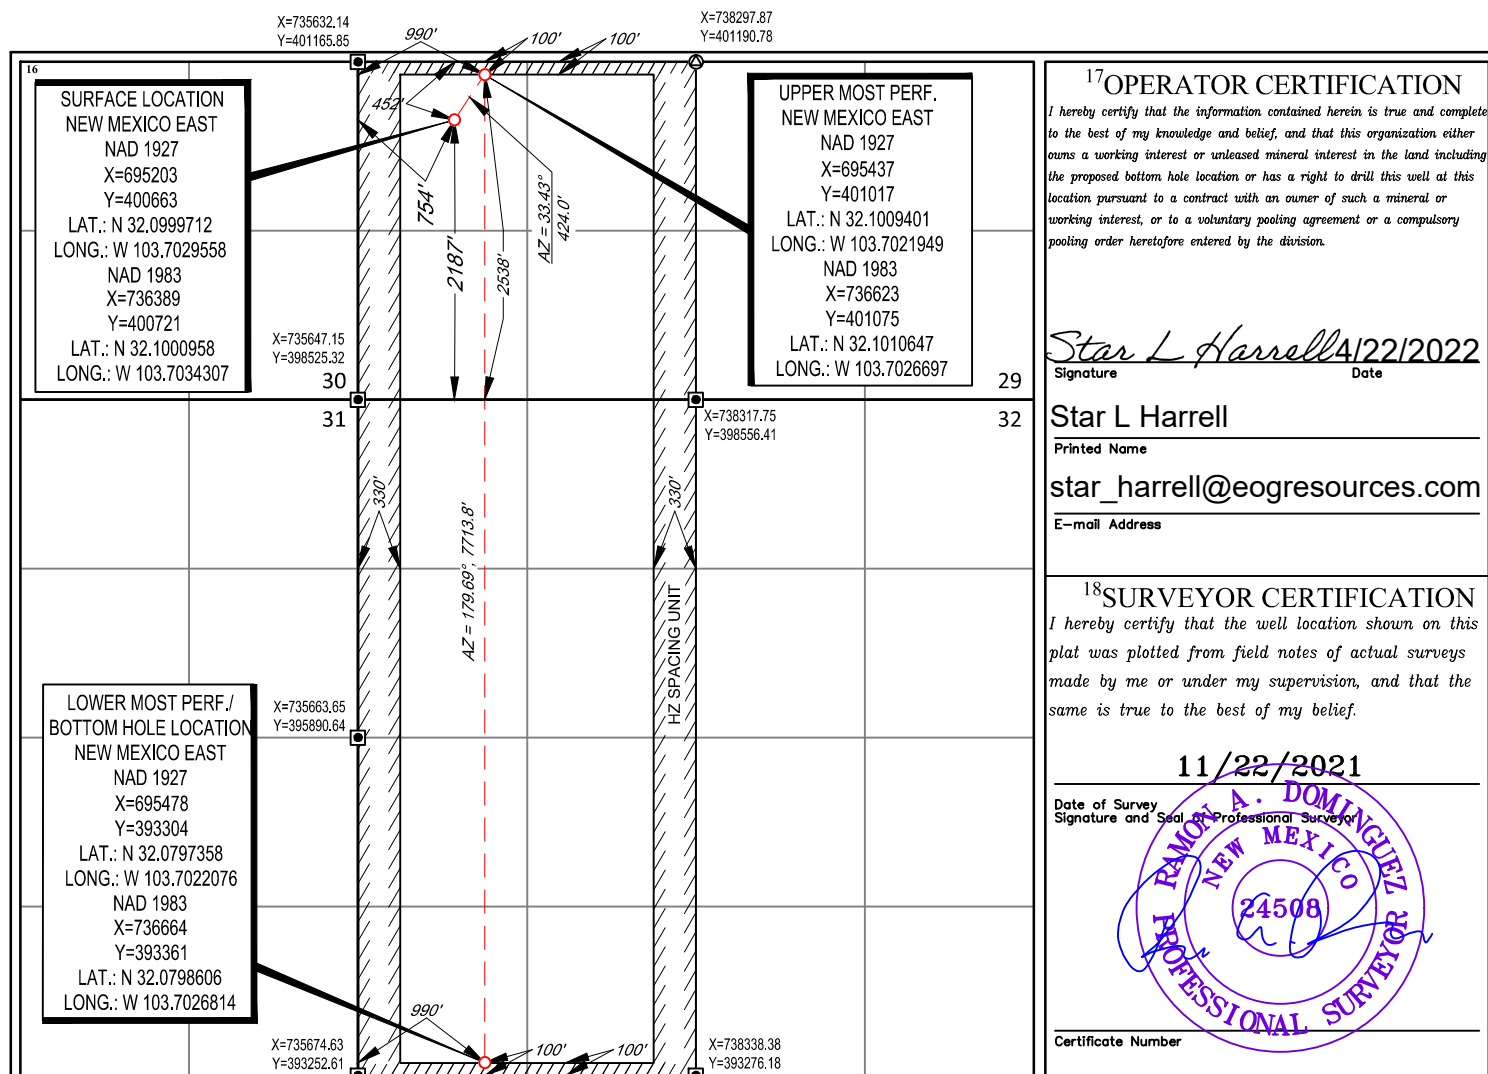 X=735632.14
Y=401165.85
990'
100'
100'
X=738297.87
Y=401190.78
16
SURFACE LOCATION
NEW MEXICO EAST
NAD 1927
X=695203
Y=400663
LAT.: N 32.0999712
LONG.: W 103.7029558
NAD 1983
X=736389
Y=400721
LAT.: N 32.1000958
LONG.: W 103.7034307
452'
754'
2187'
2538'
AZ = 33.43°
424.0'
UPPER MOST PERF.
NEW MEXICO EAST
NAD 1927
X=695437
Y=401017
LAT.: N 32.1009401
LONG.: W 103.7021949
NAD 1983
X=736623
Y=401075
LAT.: N 32.1010647
LONG.: W 103.7026697
X=735647.15
Y=398525.32
30
29
31
32
X=738317.75
Y=398556.41
330'
330'
AZ = 179.69°, 7713.8'
HZ SPACING UNIT
LOWER MOST PERF./
BOTTOM HOLE LOCATION
NEW MEXICO EAST
NAD 1927
X=695478
Y=393304
LAT.: N 32.0797358
LONG.: W 103.7022076
NAD 1983
X=736664
Y=393361
LAT.: N 32.0798606
LONG.: W 103.7026814
X=735663.65
Y=395890.64
990'
100'
100'
X=735674.63
Y=393252.61
X=738338.38
Y=393276.18
17 OPERATOR CERTIFICATION
I hereby certify that the information contained herein is true and complete
to the best of my knowledge and belief, and that this organization either
owns a working interest or unleased mineral interest in the land including
the proposed bottom hole location or has a right to drill this well at this
location pursuant to a contract with an owner of such a mineral or
working interest, or to a voluntary pooling agreement or a compulsory
pooling order heretofore entered by the division.
Star L Harrell 4/22/2022
Signature Date
Star L Harrell
Printed Name
star_harrell@eogresources.com
E-mail Address
18 SURVEYOR CERTIFICATION
I hereby certify that the well location shown on this
plat was plotted from field notes of actual surveys
made by me or under my supervision, and that the
same is true to the best of my belief.
11/22/2021
Date of Survey
Signature and Seal of Professional Surveyor
RAMON A. DOMINGUEZ
NEW MEXICO
24508
PROFESSIONAL SURVEYOR
Certificate Number